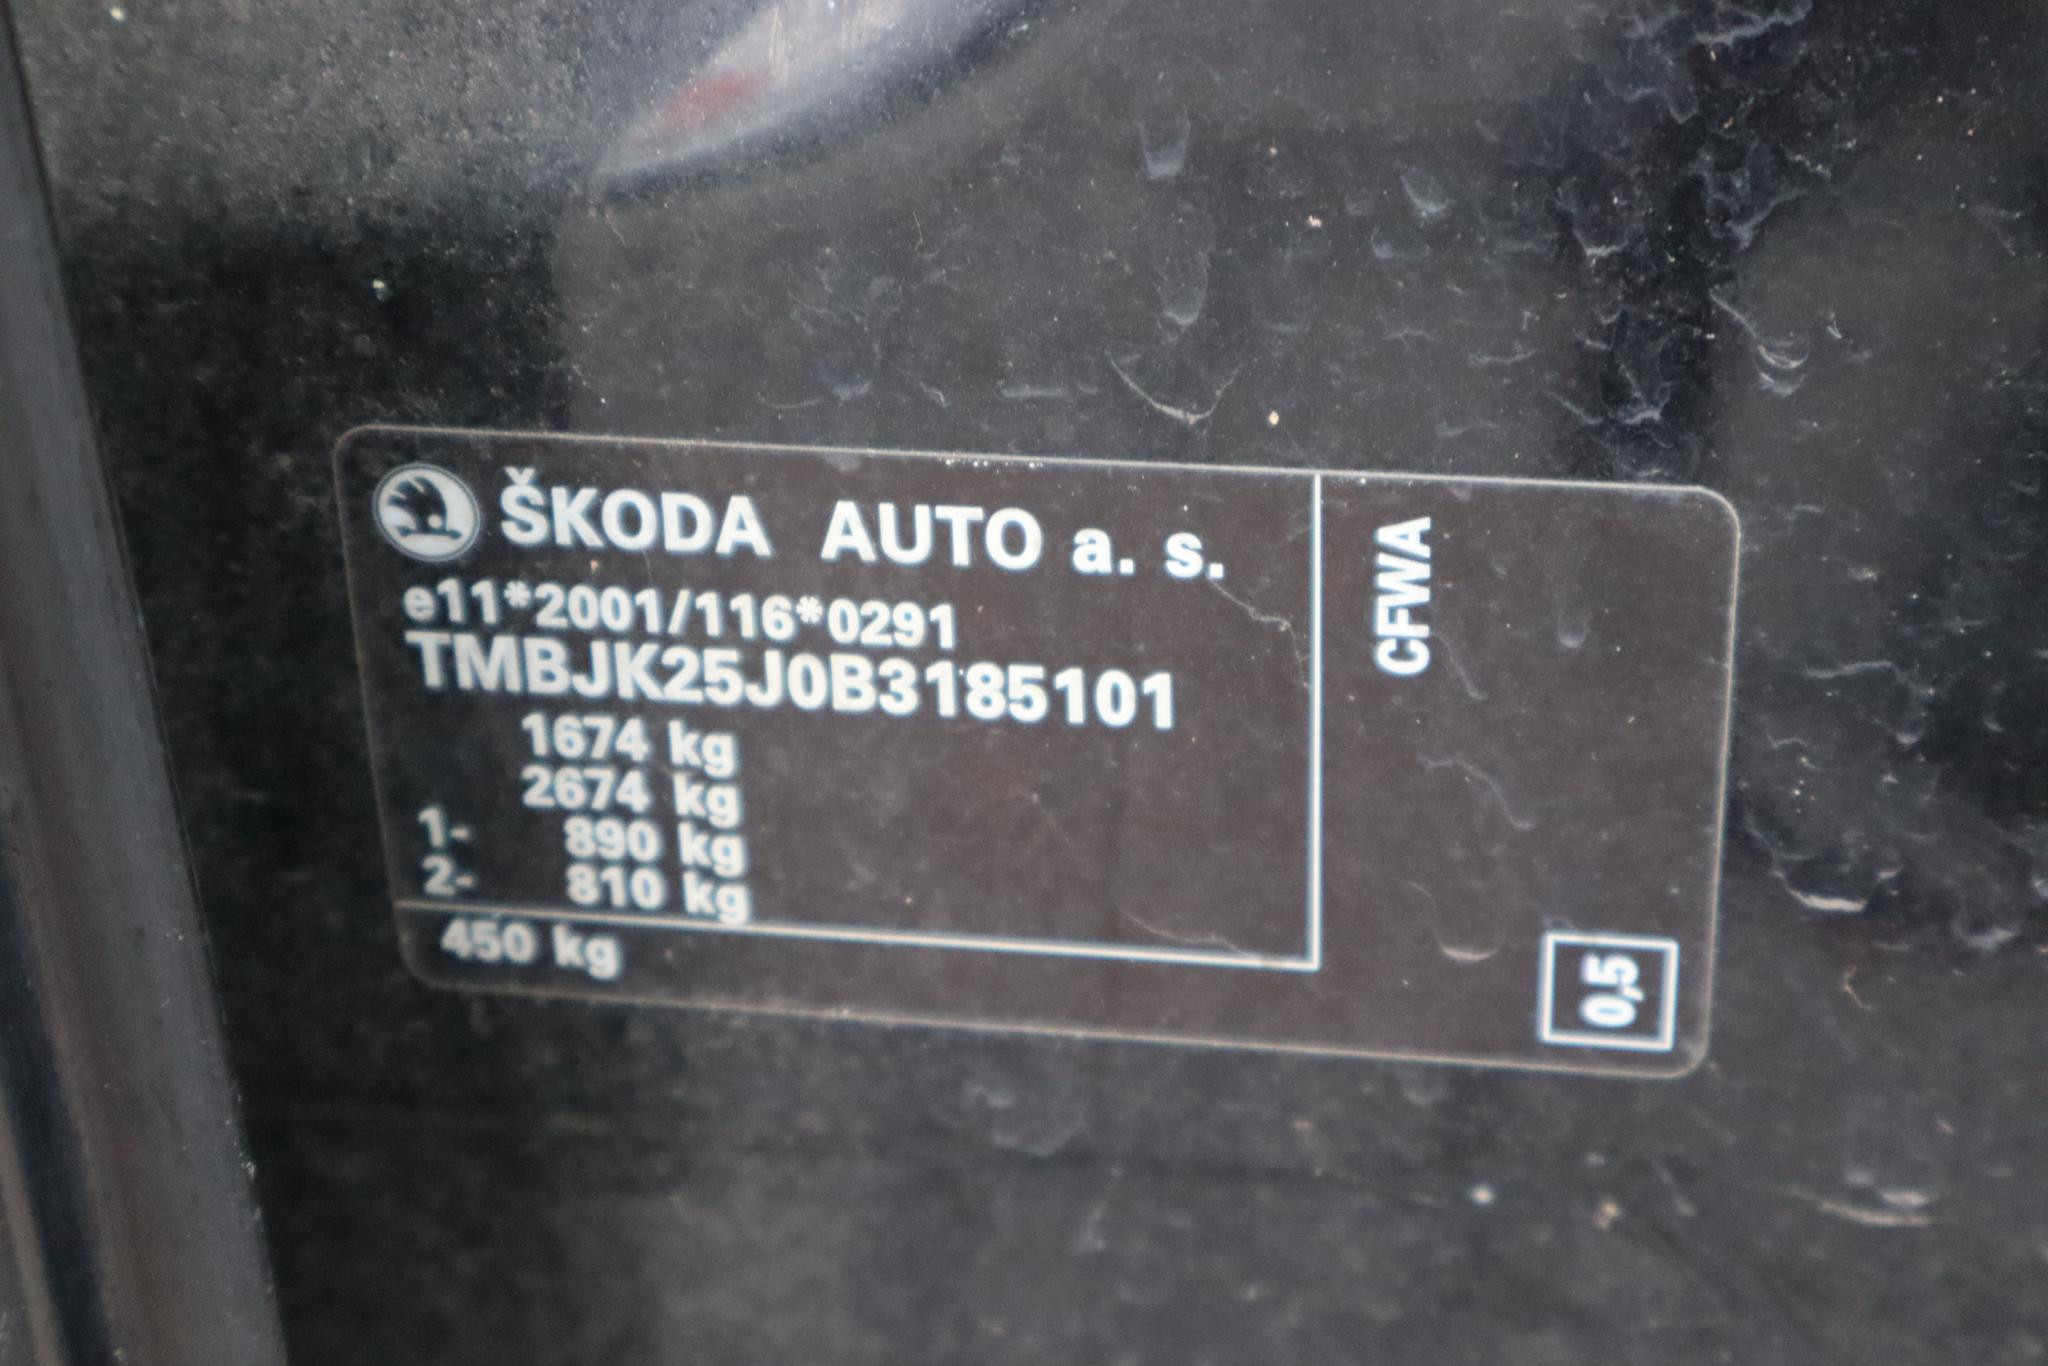 ŠKODA AUTO a. s.
e11*2001/116*0291
TMBJK25J0B3185101
1674 kg
2674 kg
1- 890 kg
2- 810 kg
450 kg
CFWA
0,5